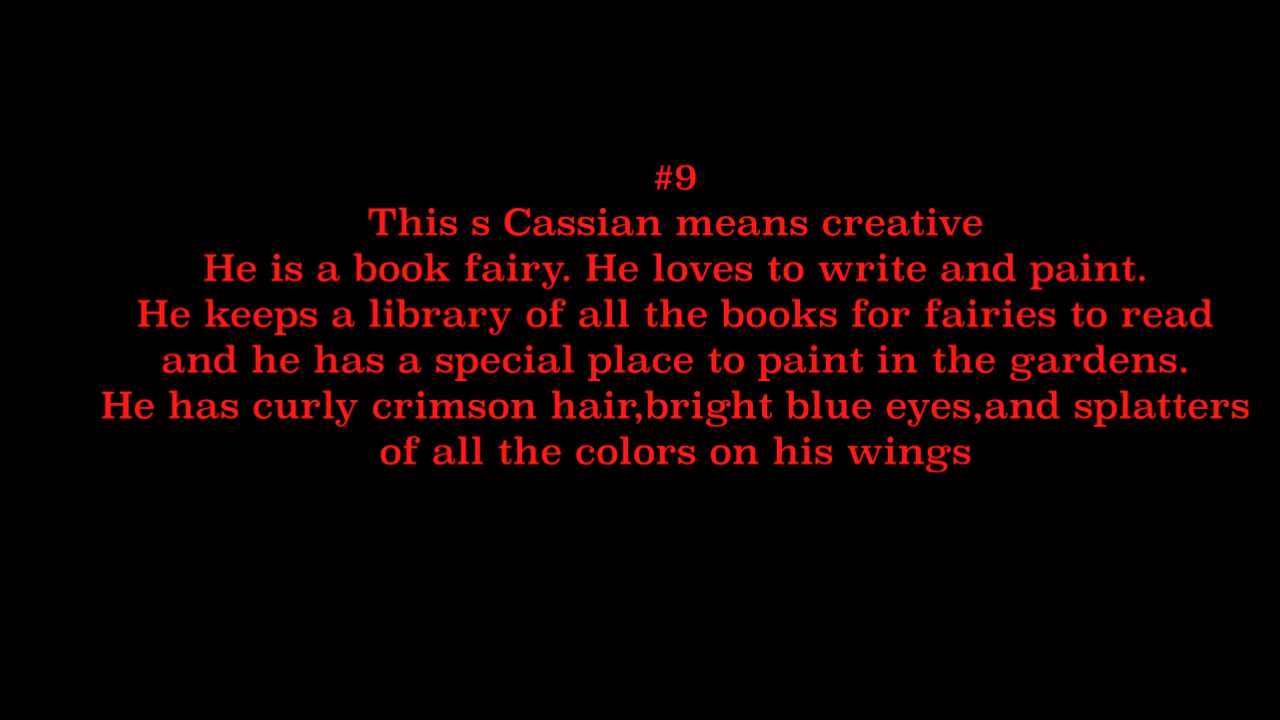 #9
This s Cassian means creative
He is a book fairy. He loves to write and paint.
He keeps a library of all the books for fairies to read
and he has a special place to paint in the gardens.
He has curly crimson hair,bright blue eyes,and splatters
of all the colors on his wings